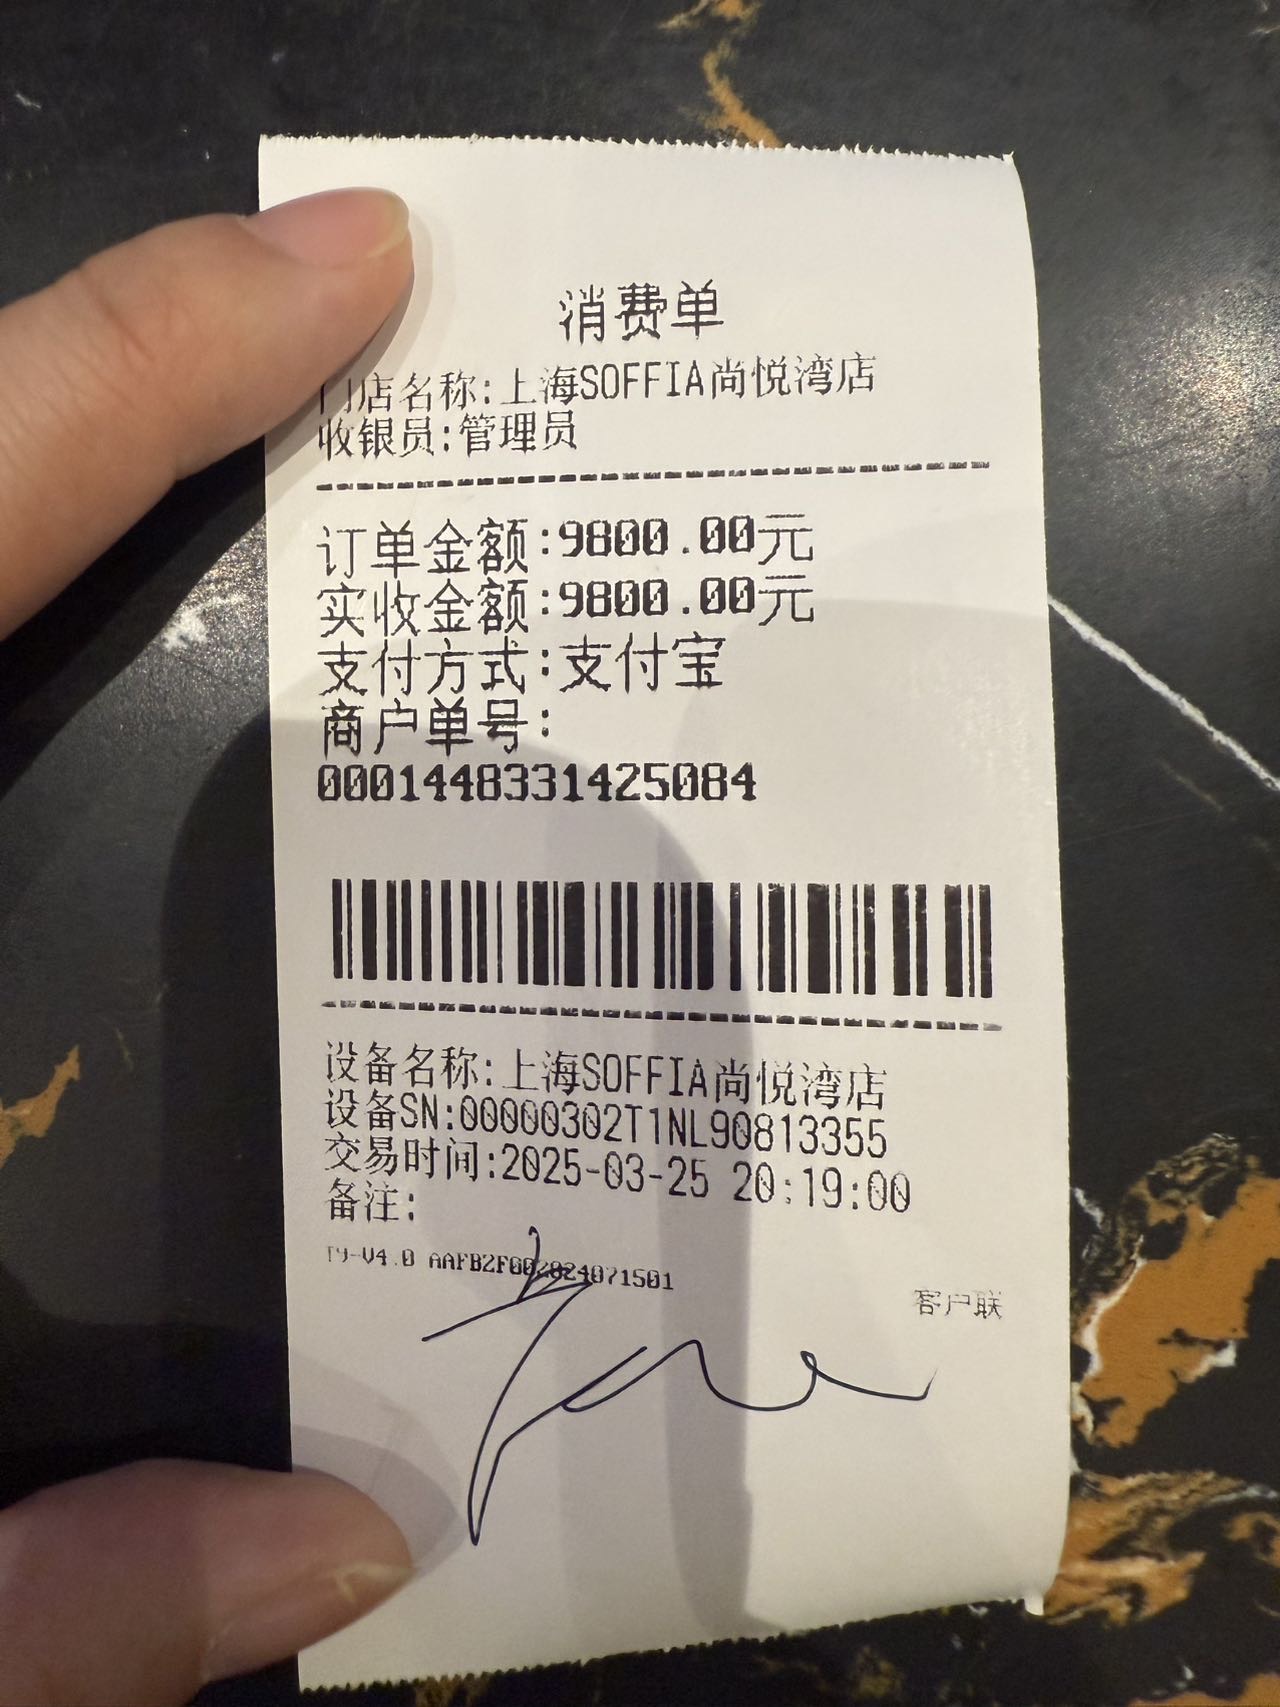 消费单
门店名称:上海SOFFIA尚悦湾店
收银员:管理员
订单金额:9800.00元
实收金额:9800.00元
支付方式:支付宝
商户单号:
0001448331425084
设备名称:上海SOFFIA尚悦湾店
设备SN:00000302T1NL90813355
交易时间:2025-03-25 20:19:00
备注:
客户联